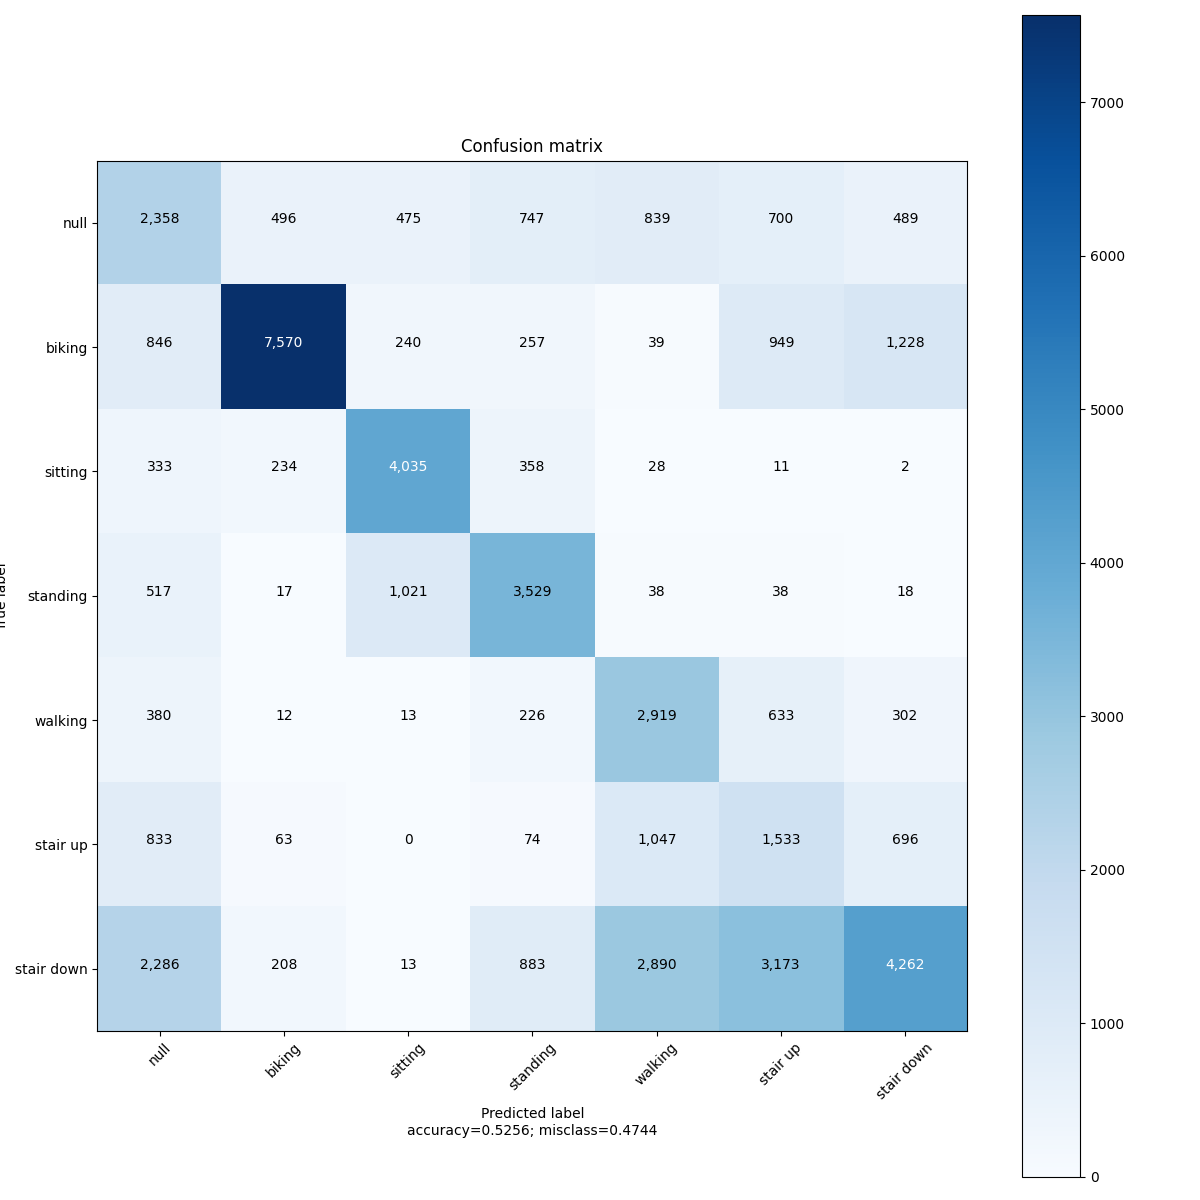 Confusion matrix
null 2,358 496 475 747 839 700 489
biking 846 7,570 240 257 39 949 1,228
sitting 333 234 4,035 358 28 11 2
standing 517 17 1,021 3,529 38 38 18
walking 380 12 13 226 2,919 633 302
stair up 833 63 0 74 1,047 1,533 696
stair down 2,286 208 13 883 2,890 3,173 4,262
null biking sitting standing walking stair up stair down
Predicted label
accuracy=0.5256; misclass=0.4744
True label
7000
6000
5000
4000
3000
2000
1000
0